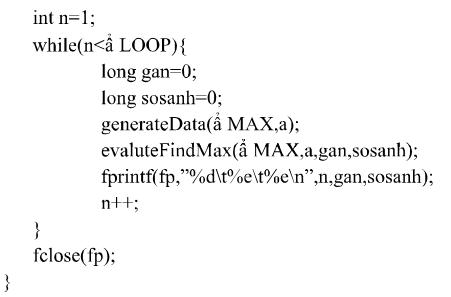 int n=1;
while(n<ẩ LOOP){
long gan=0;
long sosanh=0;
generateData(ẩ MAX,a);
evaluteFindMax(ẩ MAX,a,gan,sosanh);
fprintf(fp,”%d\t%e\t%e\n”,n,gan,sosanh);
n++;
}
fclose(fp);
}